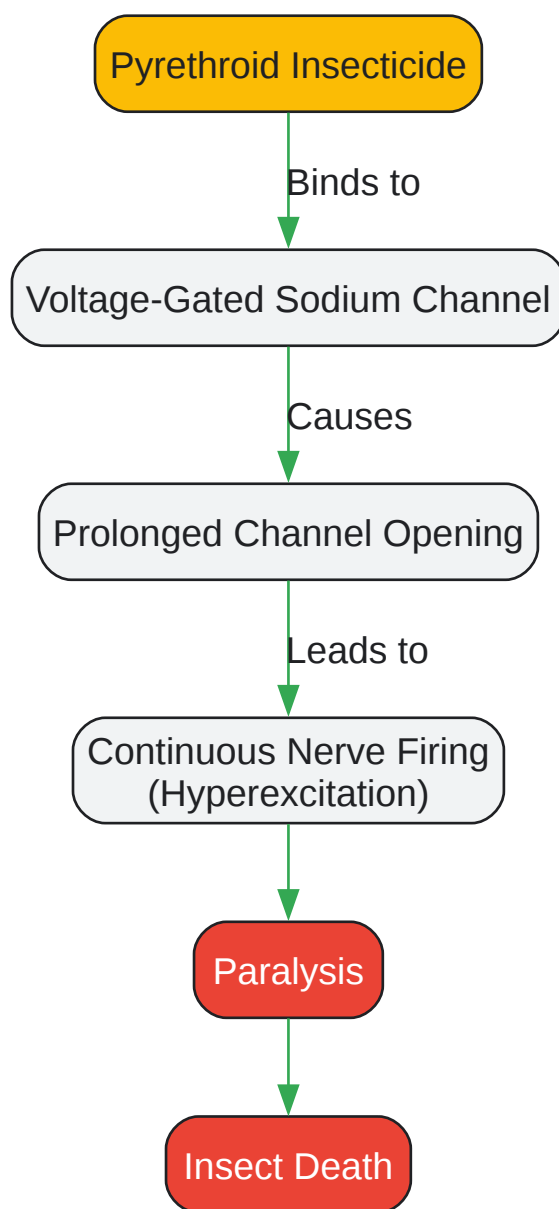 Pyrethroid Insecticide
Binds to
Voltage-Gated Sodium Channel
Causes
Prolonged Channel Opening
Leads to
Continuous Nerve Firing
(Hyperexcitation)
Paralysis
Insect Death